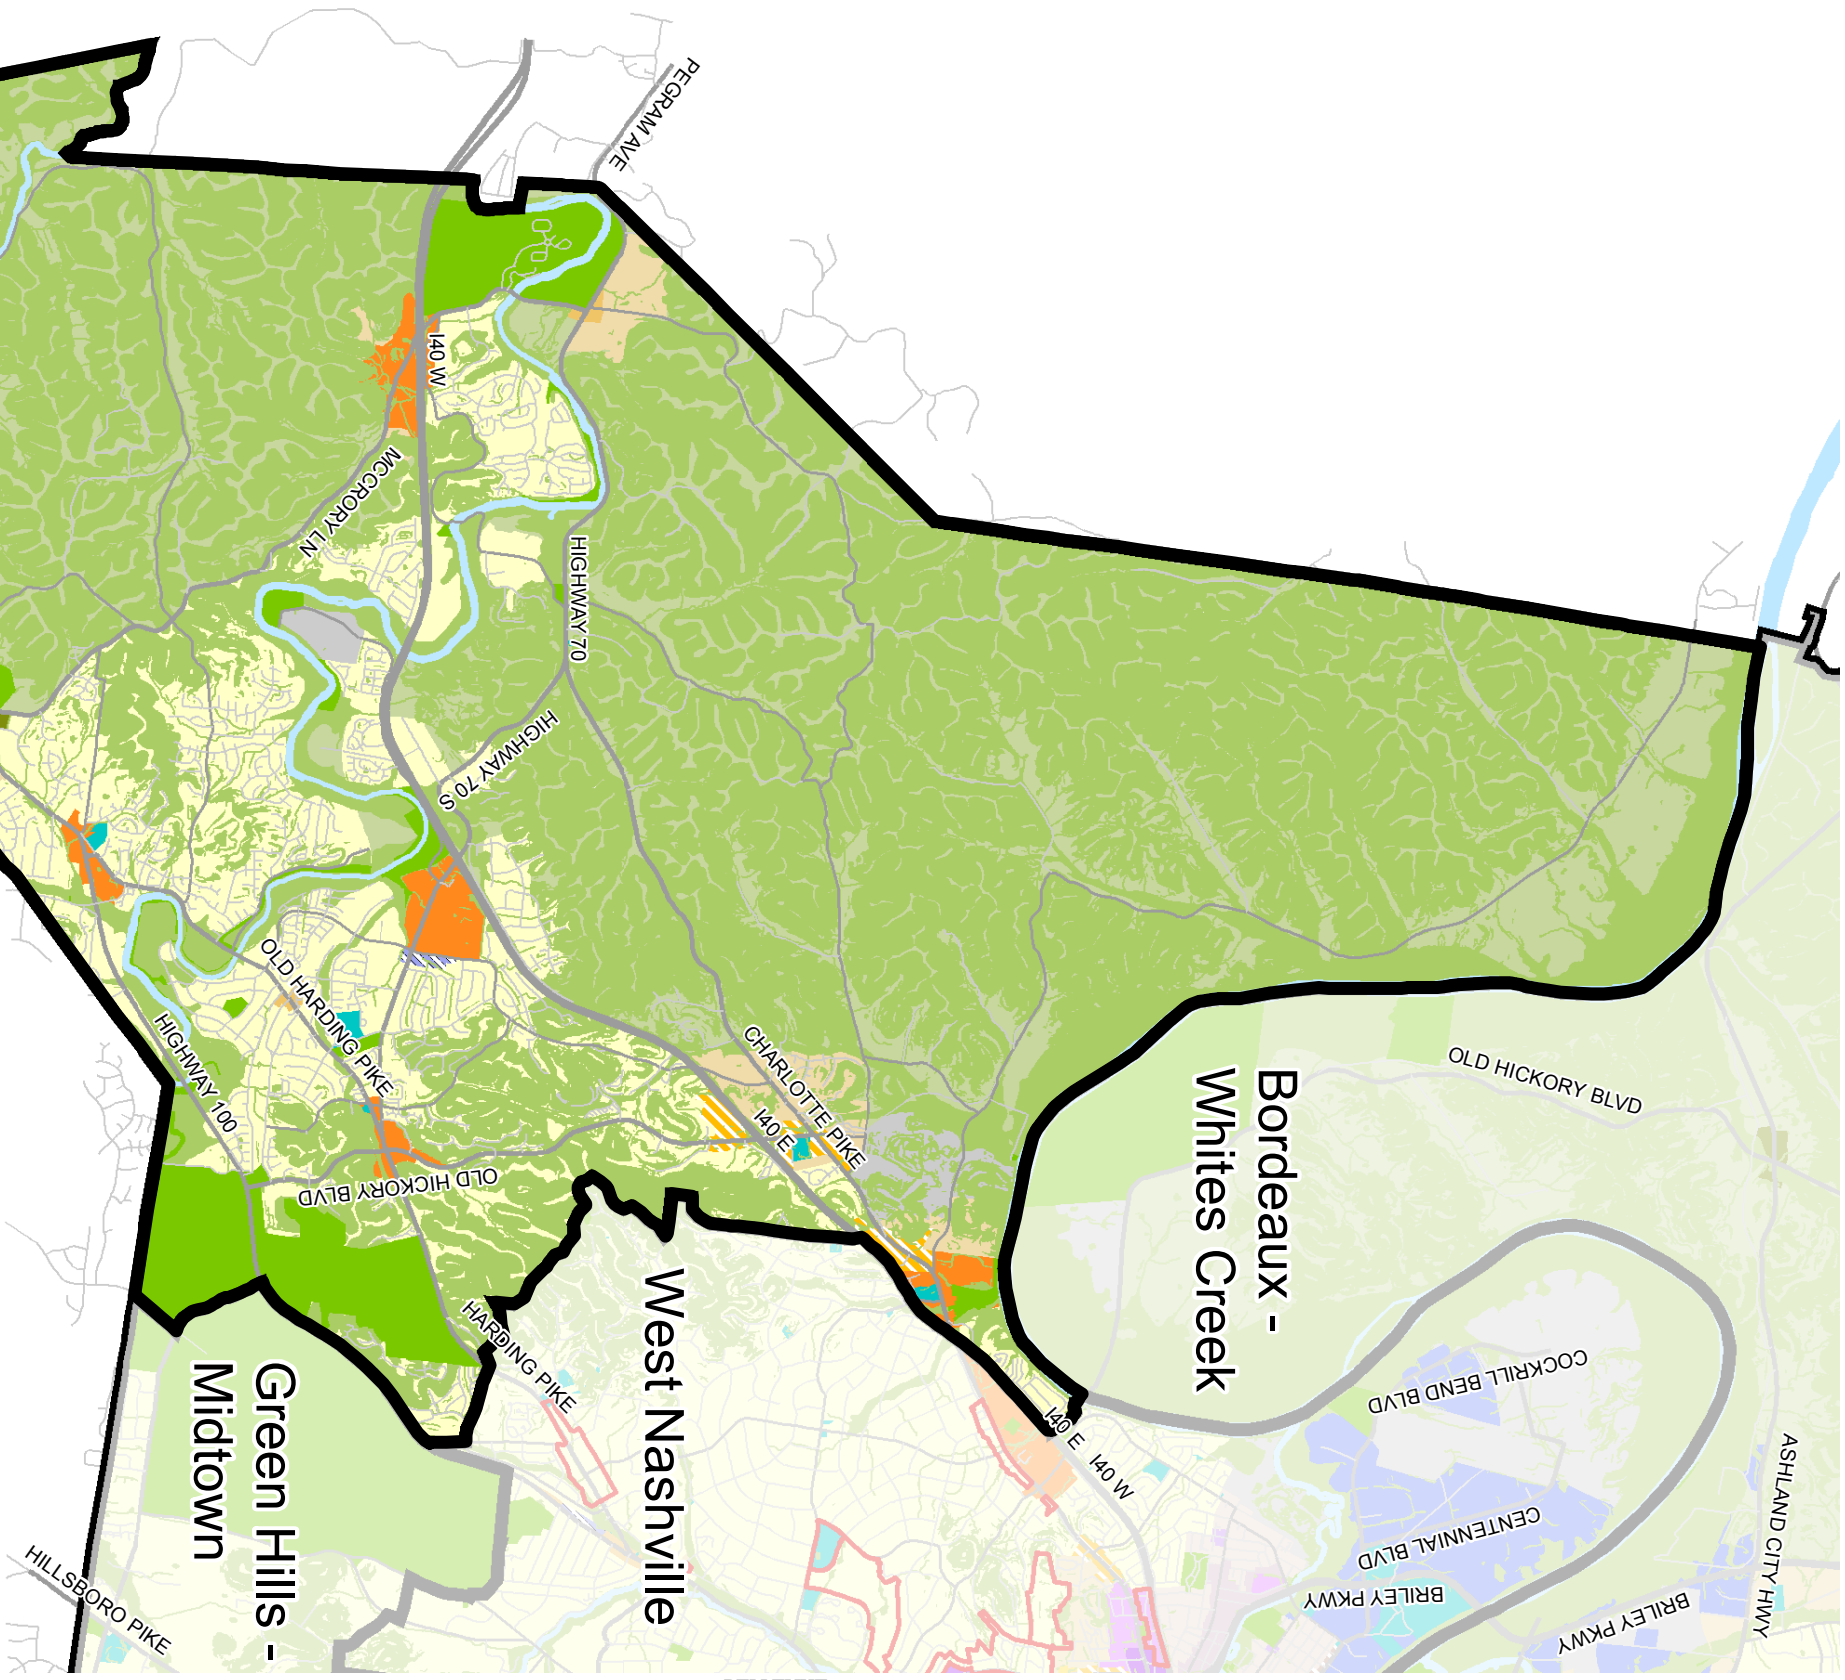 PEGRAM AVE
I40 W
MCCRORY LN
HIGHWAY 70
HIGHWAY 70 S
OLD HARDING PIKE
HIGHWAY 100
CHARLOTTE PIKE
I40 E
OLD HICKORY BLVD
OLD HICKORY BLVD
Bordeaux -
Whites Creek
HARDING PIKE
West Nashville
Green Hills -
Midtown
I40 E
I40 W
COCKRILL BEND BLVD
CENTENNIAL BLVD
BRILEY PKWY
BRILEY PKWY
ASHLAND CITY HWY
HILLSBORO PIKE